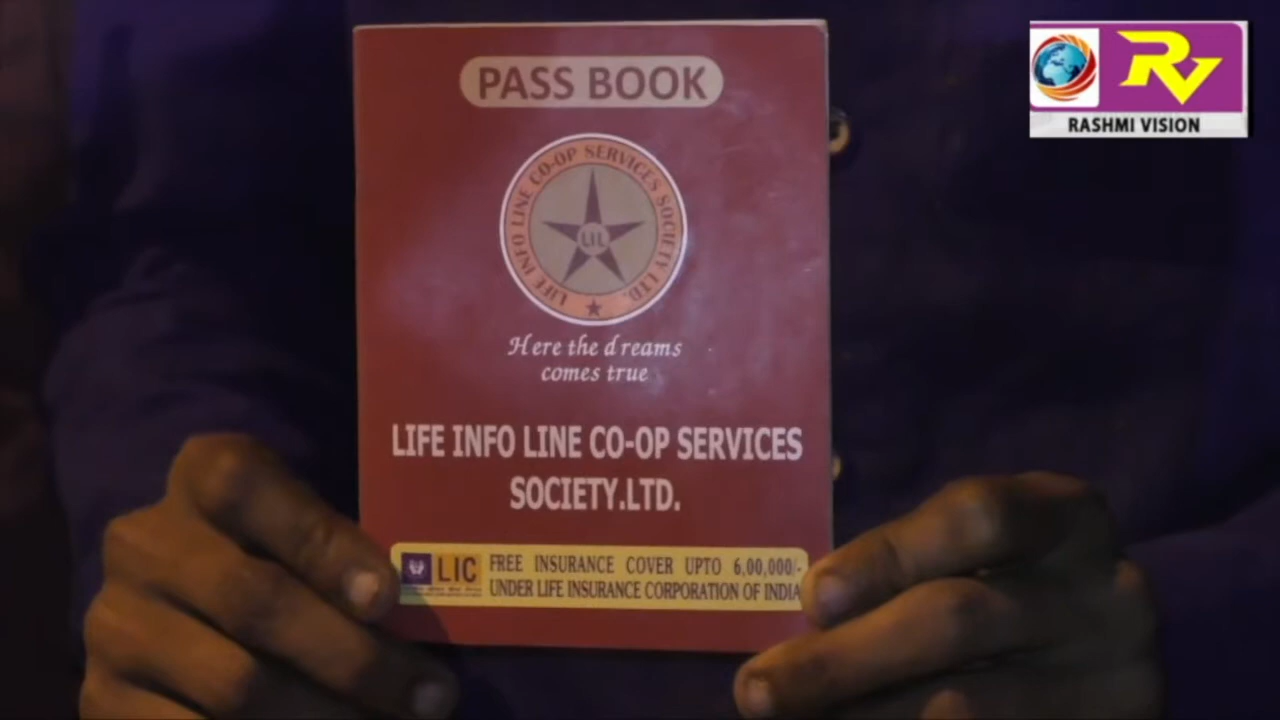 PASS BOOK
LIFE INFO LINE CO-OP SERVICES SOCIETY LTD.
LIL
Here the dreams
comes true
LIFE INFO LINE CO-OP SERVICES
SOCIETY.LTD.
LIC
FREE INSURANCE COVER UPTO 6,00,000/-
UNDER LIFE INSURANCE CORPORATION OF INDIA
RV
RASHMI VISION